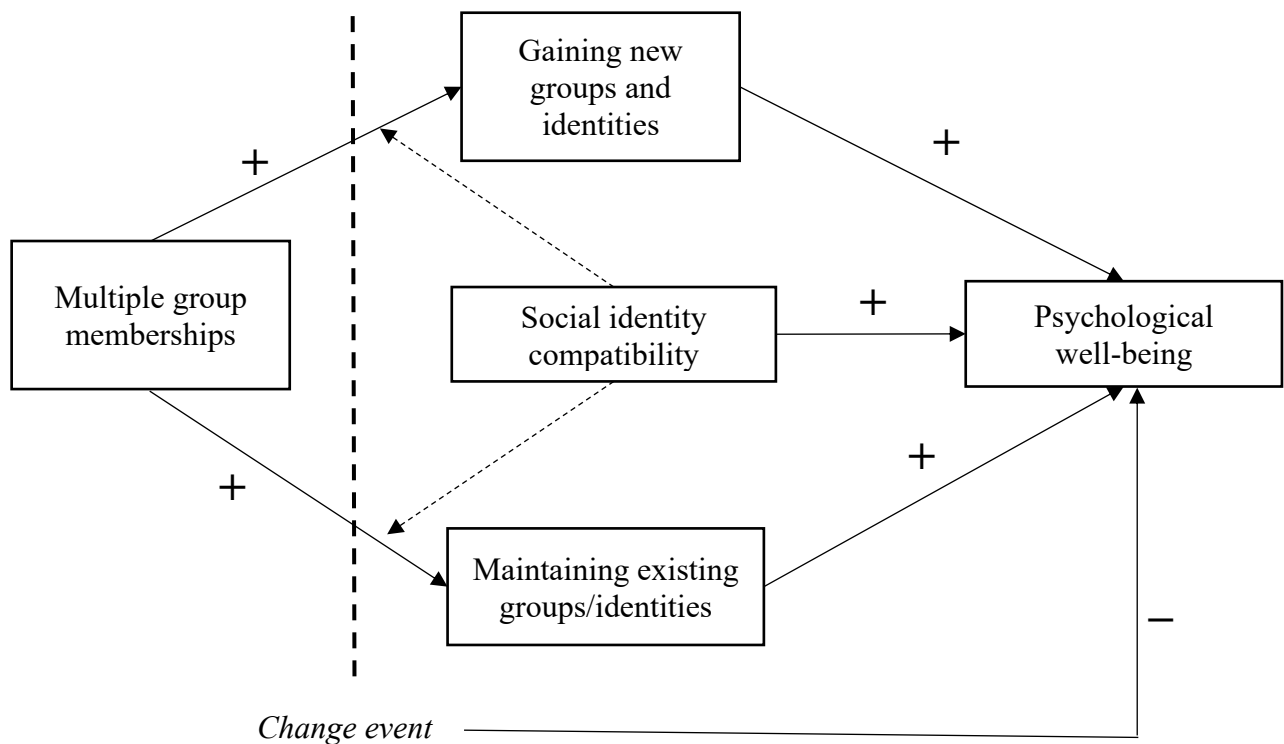 Gaining new
groups and
identities
+
+
Multiple group
memberships
Social identity
compatibility
+
Psychological
well-being
+
+
Maintaining existing
groups/identities
−
Change event